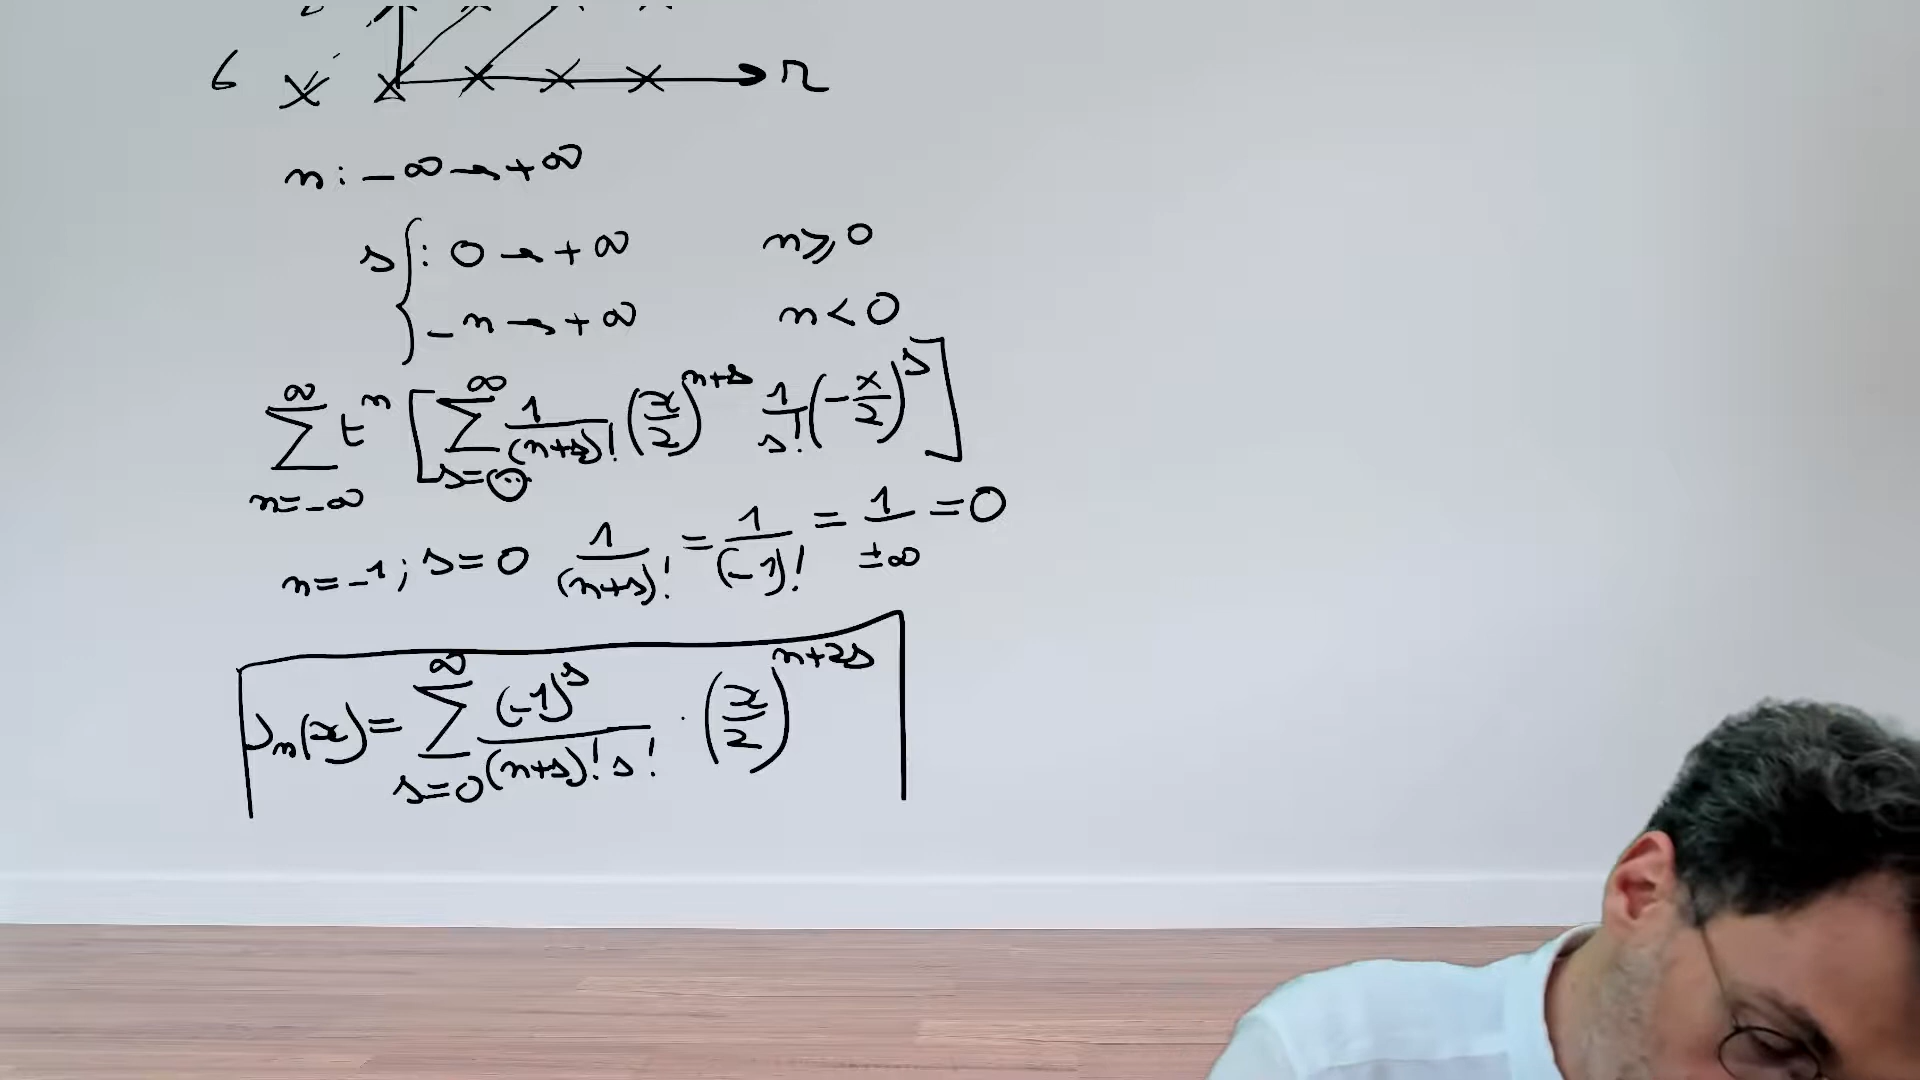 6 r
n : -∞ → +∞
s { : 0 → +∞ n ≥ 0
-n → +∞ n < 0
∑_{n=-∞}^{∞} t^n [ ∑_{s=0}^{∞} 1/(n+s)! (x/2)^{n+s} 1/s! (-x/2)^s ]
n = -1 ; s = 0 1/(n+s)! = 1/(-1)! = 1/±∞ = 0
J_n(x) = ∑_{s=0}^{∞} (-1)^s/((n+s)! s!) · (x/2)^{n+2s}